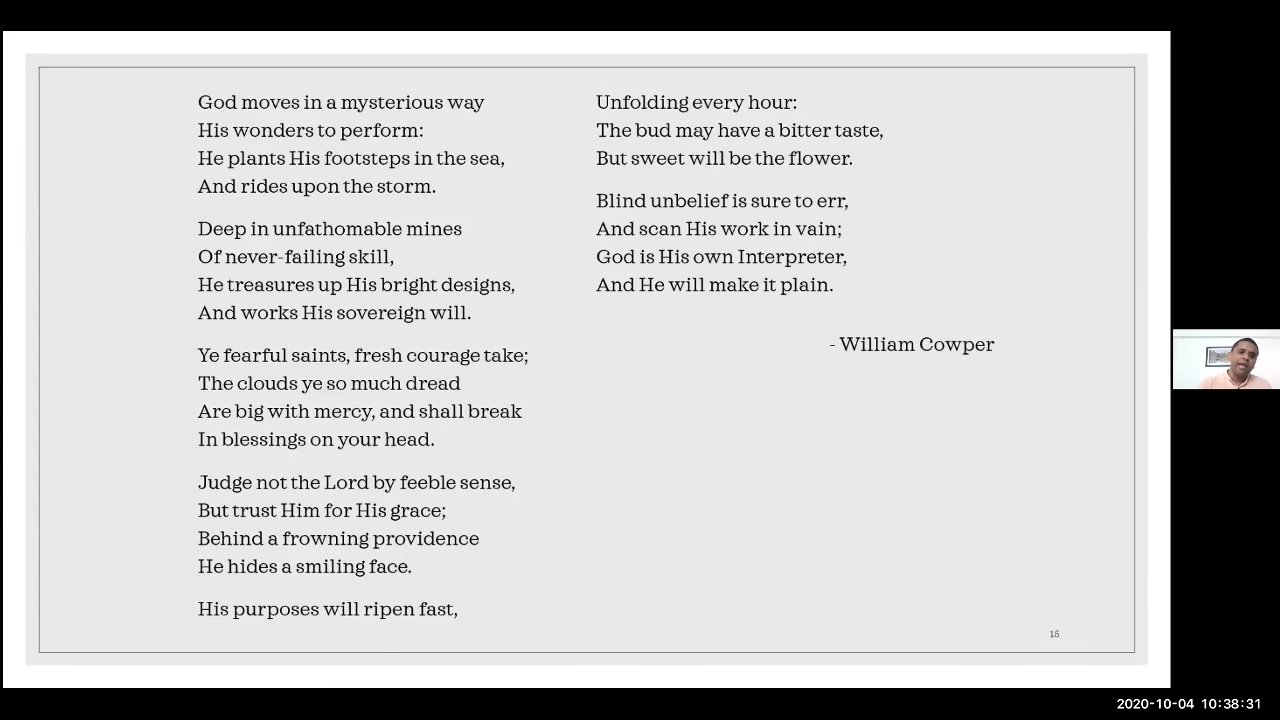 God moves in a mysterious way
His wonders to perform:
He plants His footsteps in the sea,
And rides upon the storm.
Deep in unfathomable mines
Of never-failing skill,
He treasures up His bright designs,
And works His sovereign will.
Ye fearful saints, fresh courage take;
The clouds ye so much dread
Are big with mercy, and shall break
In blessings on your head.
Judge not the Lord by feeble sense,
But trust Him for His grace;
Behind a frowning providence
He hides a smiling face.
His purposes will ripen fast,
Unfolding every hour:
The bud may have a bitter taste,
But sweet will be the flower.
Blind unbelief is sure to err,
And scan His work in vain;
God is His own Interpreter,
And He will make it plain.
- William Cowper
15
2020-10-04 10:38:31